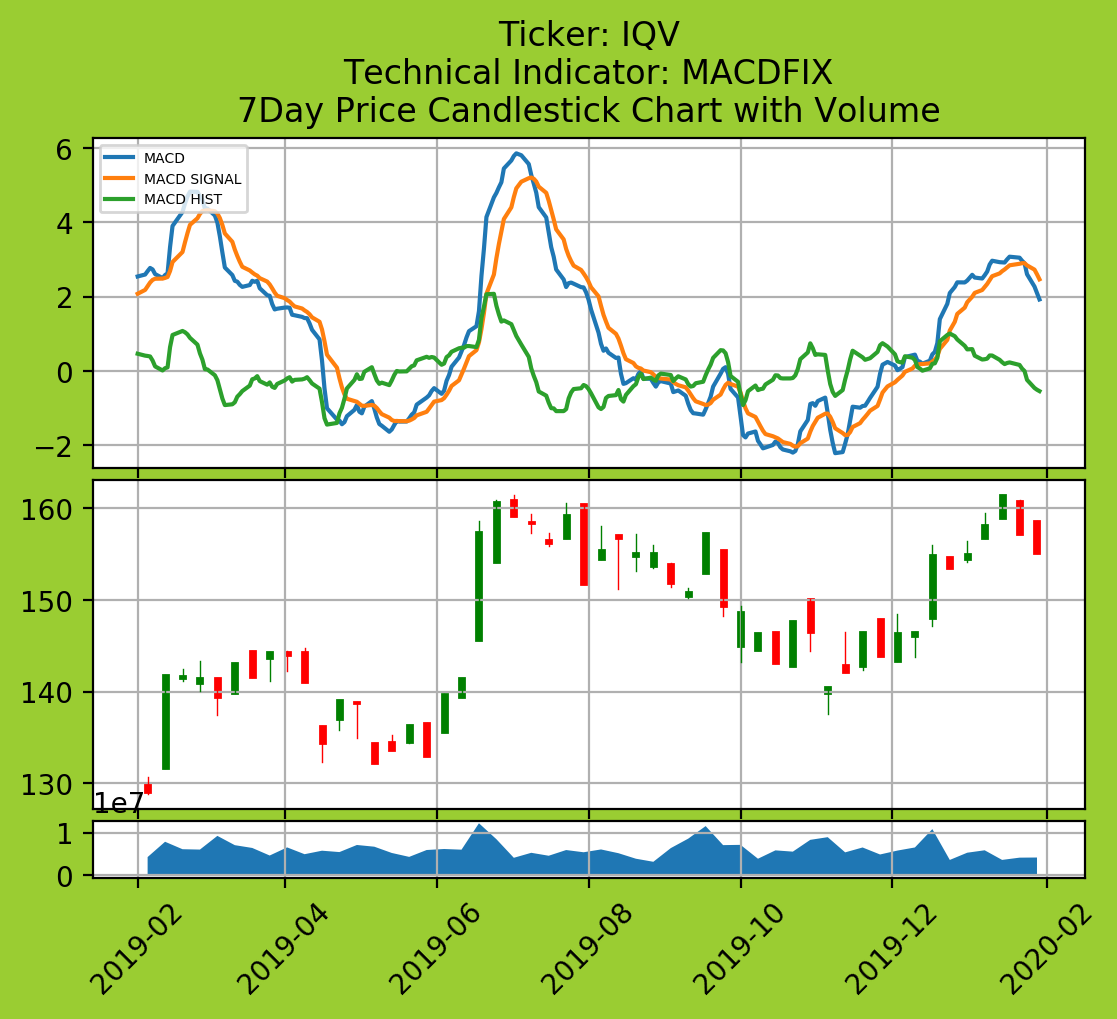 Ticker: IQV
Technical Indicator: MACDFIX
7Day Price Candlestick Chart with Volume
6
4
2
0
−2
MACD
MACD SIGNAL
MACD HIST
160
150
140
130
1e7
1
0
2019-02
2019-04
2019-06
2019-08
2019-10
2019-12
2020-02